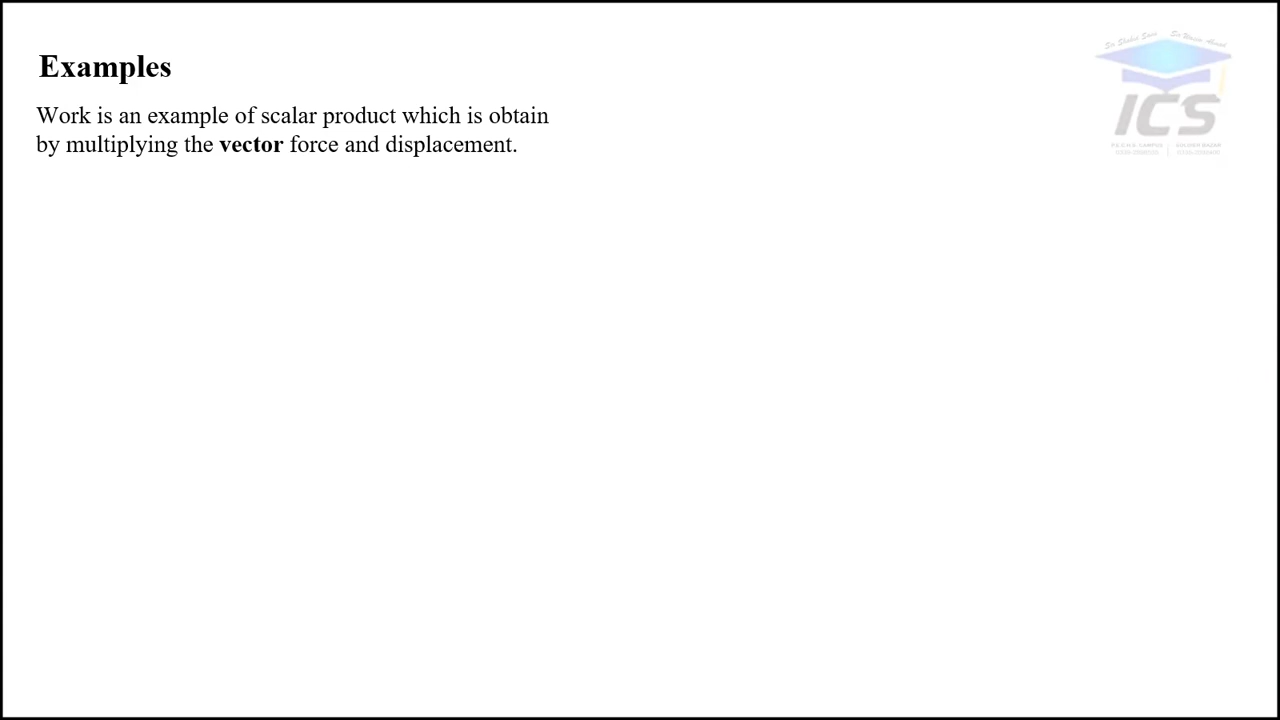 Examples
Work is an example of scalar product which is obtain
by multiplying the vector force and displacement.
ICS